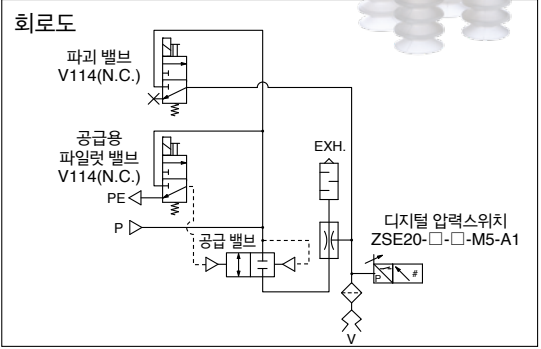 회로도
파괴 밸브
V114(N.C.)
공급용
파일럿 밸브
V114(N.C.)
PE
P
공급 밸브
EXH.
디지털 압력스위치
ZSE20-□-□-M5-A1
P
#
V